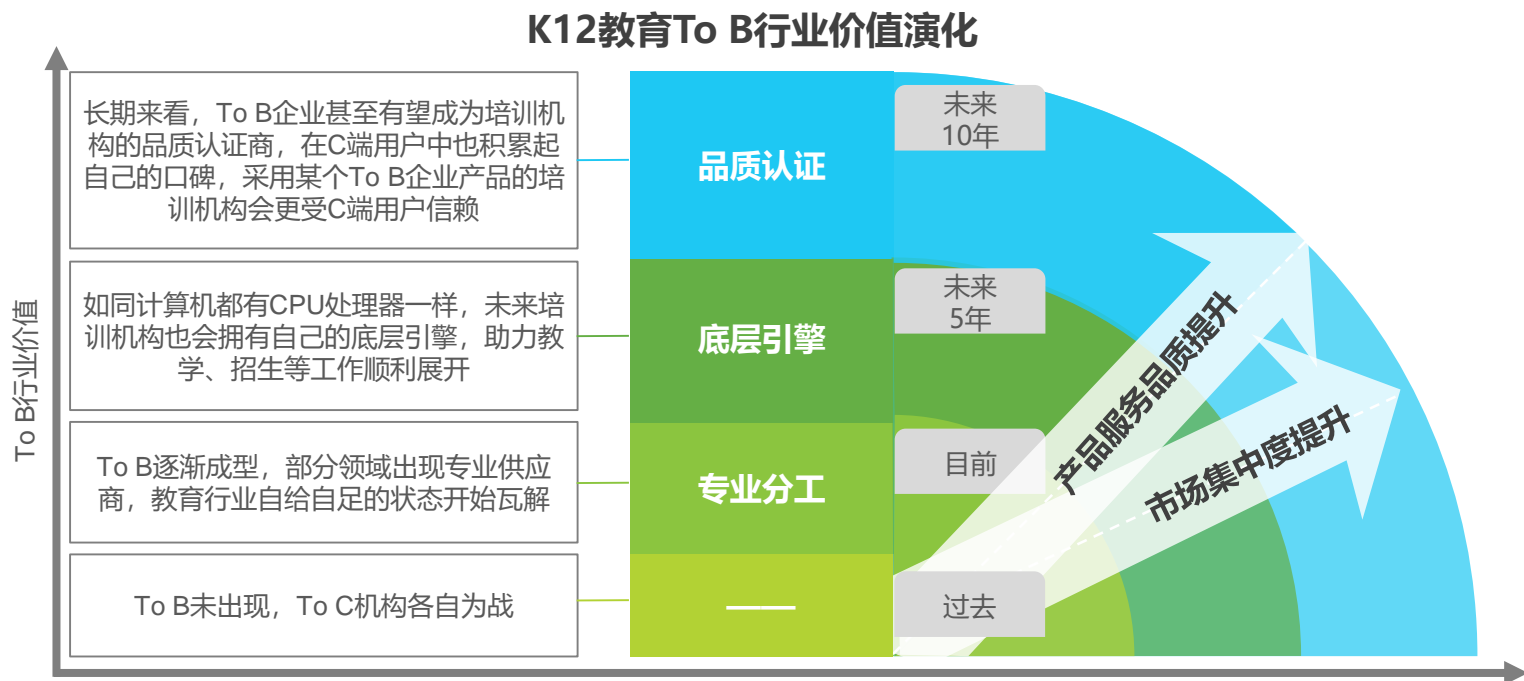 K12教育To B行业价值演化
To B行业价值
长期来看，To B企业甚至有望成为培训机
构的品质认证商，在C端用户中也积累起
自己的口碑，采用某个To B企业产品的培
训机构会更受C端用户信赖
品质认证
未来
10年
如同计算机都有CPU处理器一样，未来培
训机构也会拥有自己的底层引擎，助力教
学、招生等工作顺利展开
底层引擎
未来
5年
To B逐渐成型，部分领域出现专业供应
商，教育行业自给自足的状态开始瓦解
专业分工
目前
To B未出现，To C机构各自为战
——
过去
产品服务品质提升
市场集中度提升